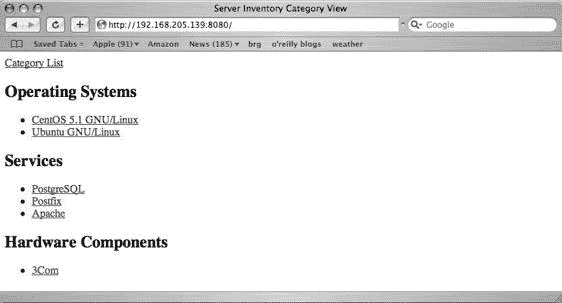 Server Inventory Category View
http://192.168.205.139:8080/
Google
Saved Tabs Apple (91) Amazon News (185) brg o'reilly blogs weather
Category List
Operating Systems
• CentOS 5.1 GNU/Linux
• Ubuntu GNU/Linux
Services
• PostgreSQL
• Postfix
• Apache
Hardware Components
• 3Com